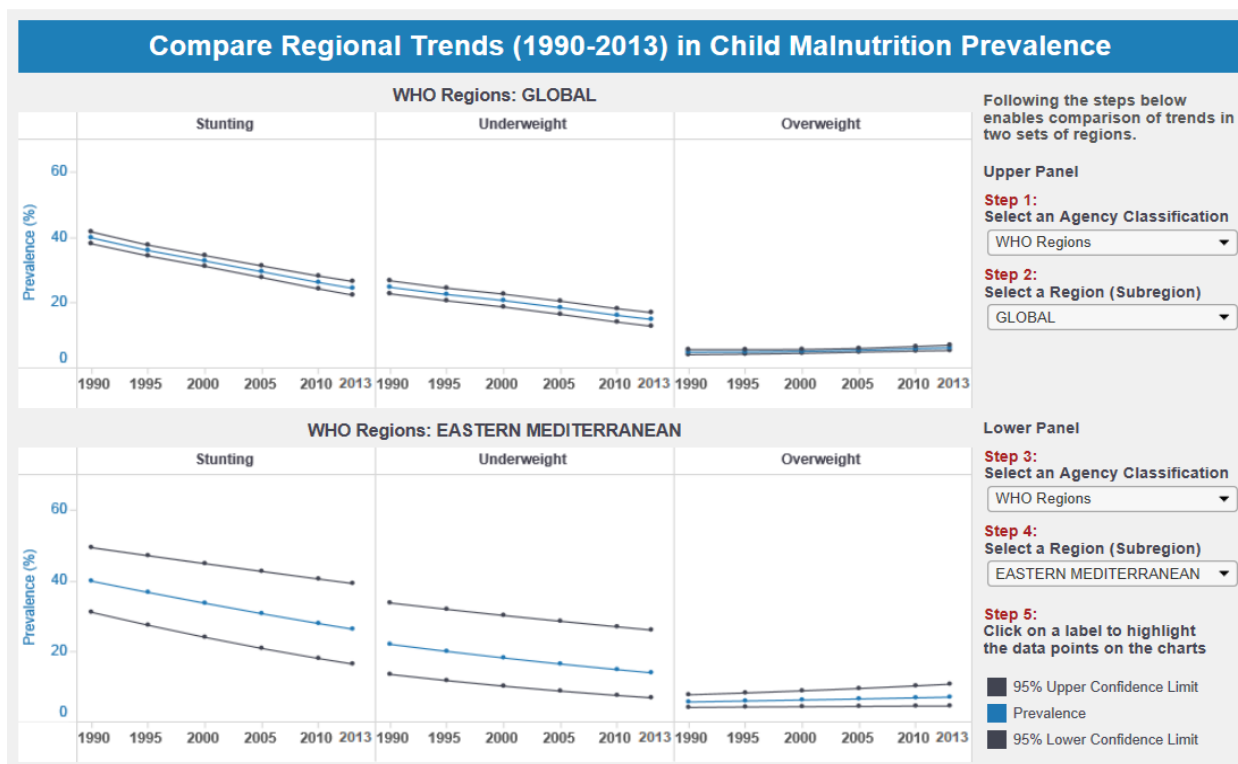 Compare Regional Trends (1990-2013) in Child Malnutrition Prevalence
WHO Regions: GLOBAL
Stunting
Underweight
Overweight
Prevalence (%)
60
40
20
0
1990 1995 2000 2005 2010 2013
1990 1995 2000 2005 2010 2013
1990 1995 2000 2005 2010 2013
WHO Regions: EASTERN MEDITERRANEAN
Stunting
Underweight
Overweight
Prevalence (%)
60
40
20
0
1990 1995 2000 2005 2010 2013
1990 1995 2000 2005 2010 2013
1990 1995 2000 2005 2010 2013
Following the steps below
enables comparison of trends in
two sets of regions.
Upper Panel
Step 1:
Select an Agency Classification
WHO Regions
Step 2:
Select a Region (Subregion)
GLOBAL
Lower Panel
Step 3:
Select an Agency Classification
WHO Regions
Step 4:
Select a Region (Subregion)
EASTERN MEDITERRANEAN
Step 5:
Click on a label to highlight
the data points on the charts
95% Upper Confidence Limit
Prevalence
95% Lower Confidence Limit